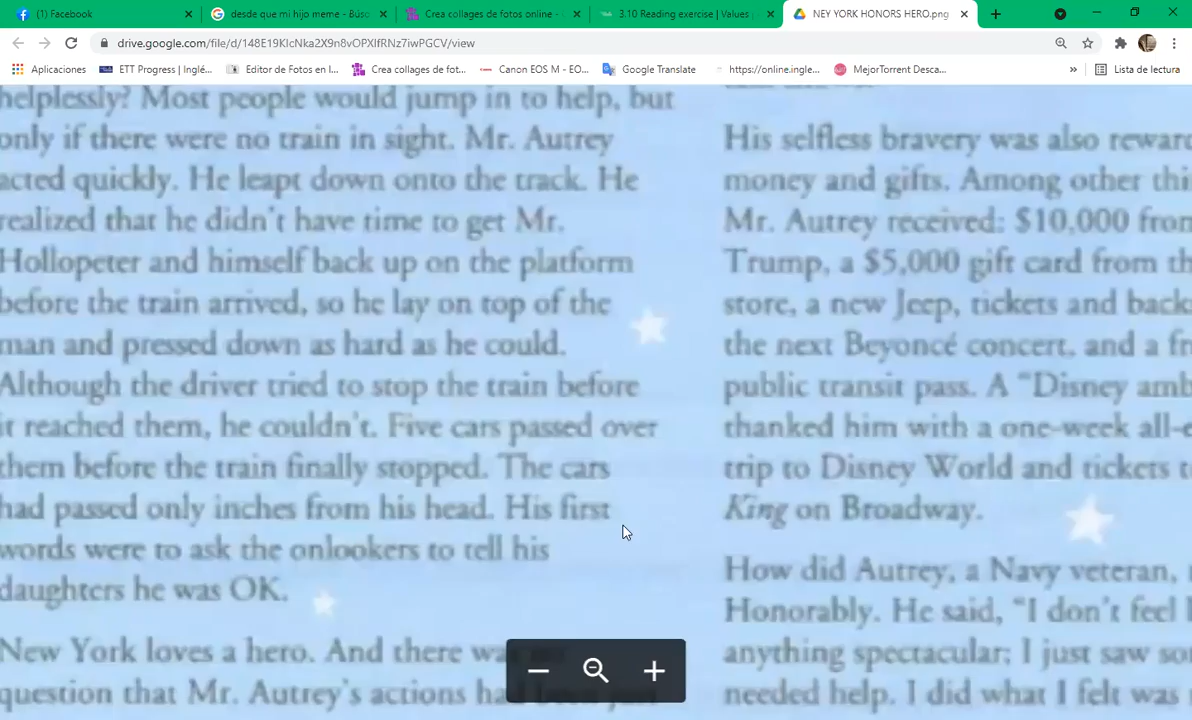 (1) Facebook
desde que mi hijo meme - Bús
Crea collages de fotos online -
3.10 Reading exercise | Values
NEY YORK HONORS HERO.png
drive.google.com/file/d/148E19KIcNka2X9n8vOPXIfRNz7iwPGCV/view
Aplicaciones
ETT Progress | Inglé...
Editor de Fotos en l...
Crea collages de fot...
Canon EOS M - EO...
Google Translate
https://online.ingle...
MejorTorrent Desca...
»
Lista de lectura
helplessly? Most people would jump in to help, but
only if there were no train in sight. Mr. Autrey
acted quickly. He leapt down onto the track. He
realized that he didn't have time to get Mr.
Hollopeter and himself back up on the platform
before the train arrived, so he lay on top of the
man and pressed down as hard as he could.
Although the driver tried to stop the train before
it reached them, he couldn't. Five cars passed over
them before the train finally stopped. The cars
had passed only inches from his head. His first
words were to ask the onlookers to tell his
daughters he was OK.
New York loves a hero. And there was
question that Mr. Autrey's actions had
His selfless bravery was also reward
money and gifts. Among other thi
Mr. Autrey received: $10,000 from
Trump, a $5,000 gift card from th
store, a new Jeep, tickets and backs
the next Beyoncé concert, and a fr
public transit pass. A "Disney amb
thanked him with a one-week all-e
trip to Disney World and tickets to
King on Broadway.
How did Autrey, a Navy veteran,
Honorably. He said, "I don't feel l
anything spectacular; I just saw so
needed help. I did what I felt was